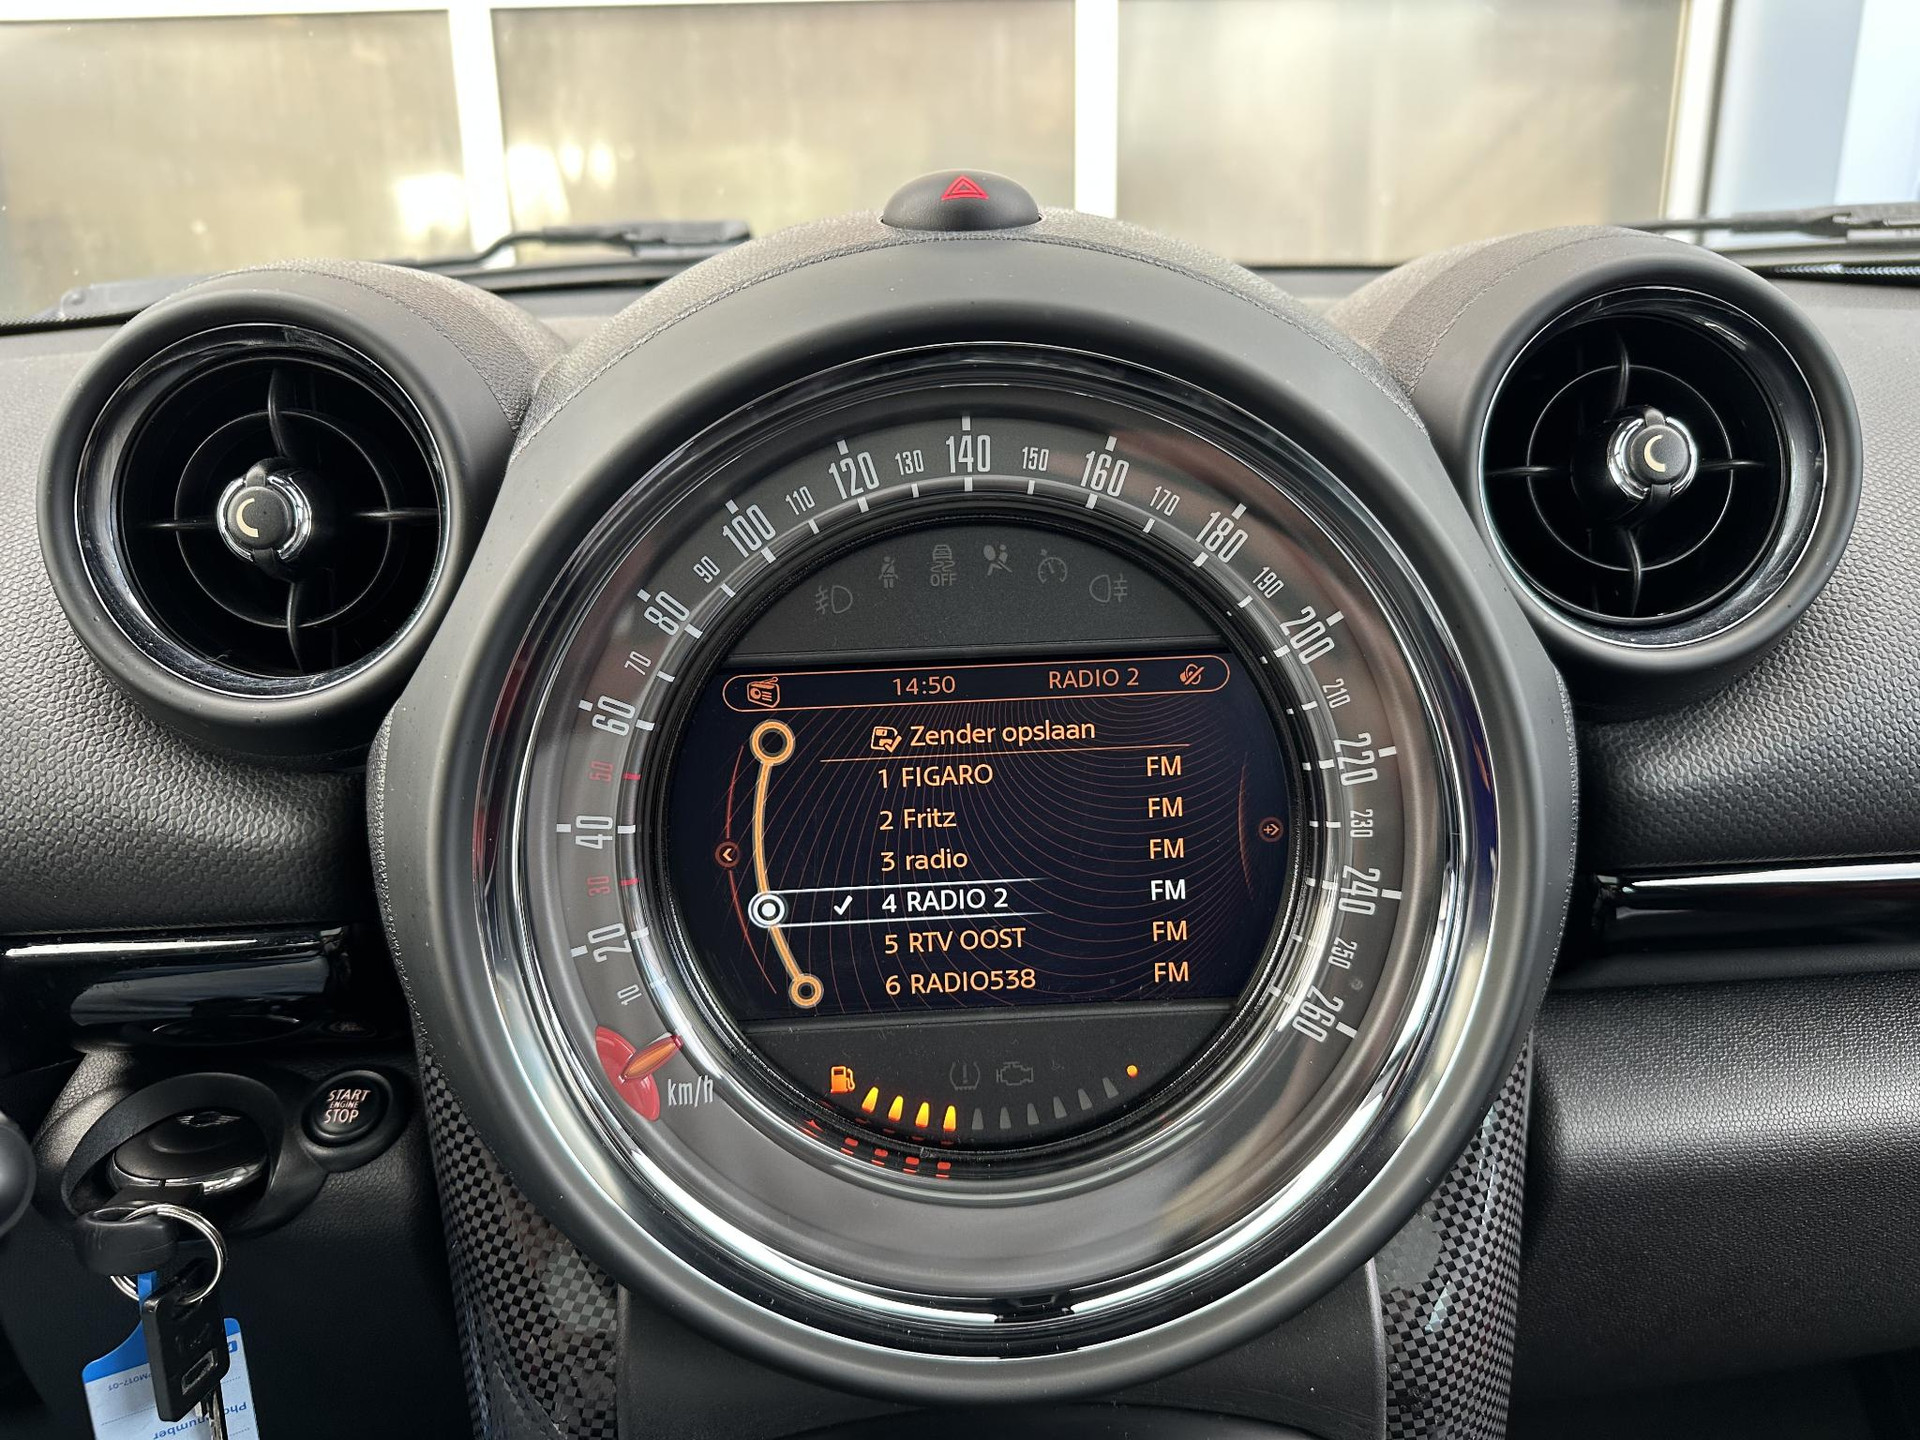 140
130
150
120
160
110
170
100
180
90
190
80
200
70
210
60
220
50
230
40
240
30
250
20
260
10
km/h
OFF
14:50 RADIO 2
Zender opslaan
1 FIGARO FM
2 Fritz FM
3 radio FM
4 RADIO 2 FM
5 RTV OOST FM
6 RADIO538 FM
START
ENGINE
STOP